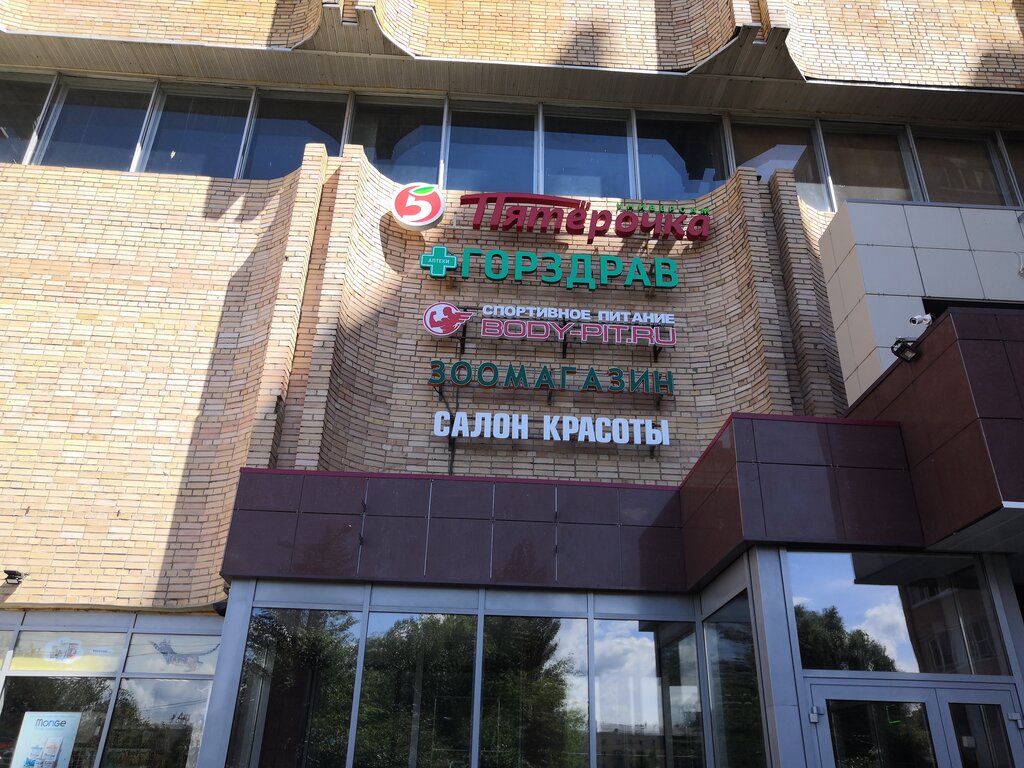 5 Пятёрочка
АПТЕКИ ГОРЗДРАВ
СПОРТИВНОЕ ПИТАНИЕ
BODY-PIT.RU
ЗООМАГАЗИН
САЛОН КРАСОТЫ
Monge